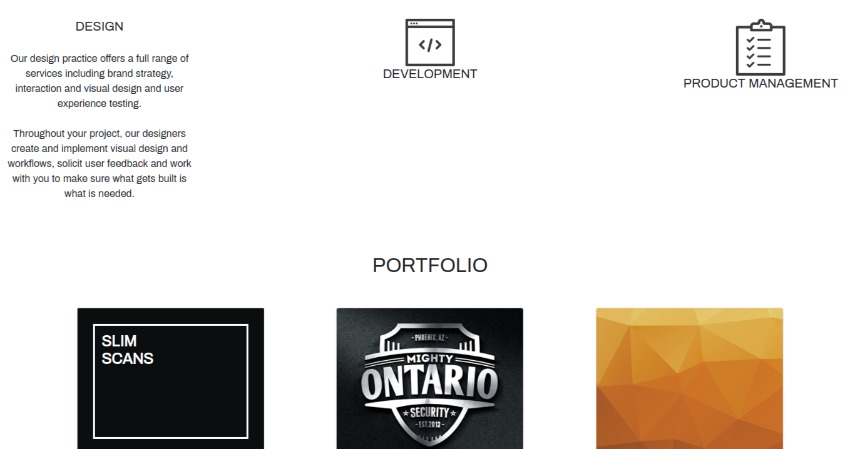 DESIGN
Our design practice offers a full range of
services including brand strategy,
interaction and visual design and user
experience testing.
Throughout your project, our designers
create and implement visual design and
workflows, solicit user feedback and work
with you to make sure what gets built is
what is needed.
</>
DEVELOPMENT
PRODUCT MANAGEMENT
PORTFOLIO
SLIM
SCANS
-PHOENIX, AZ-
MIGHTY
ONTARIO
★SECURITY★
-EST.2013-